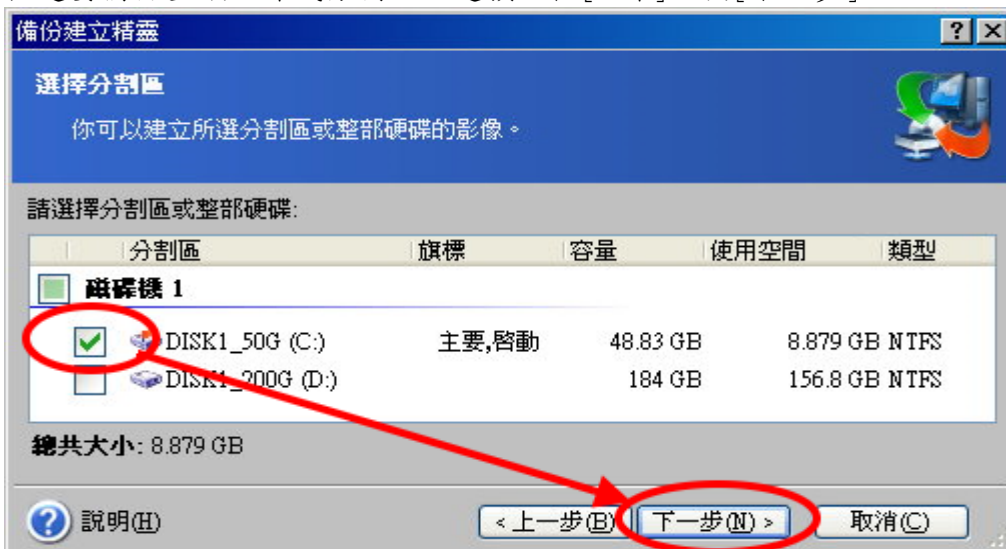 備份建立精靈
選擇分割區
你可以建立所選分割區或整部硬碟的影像。
請選擇分割區或整部硬碟:
分割區 旗標 容量 使用空間 類型
磁碟機 1
DISK1_50G (C:) 主要,啟動 48.83 GB 8.879 GB NTFS
DISK1_200G (D:) 184 GB 156.8 GB NTFS
總共大小: 8.879 GB
說明(H) <上一步(B) 下一步(N)> 取消(C)